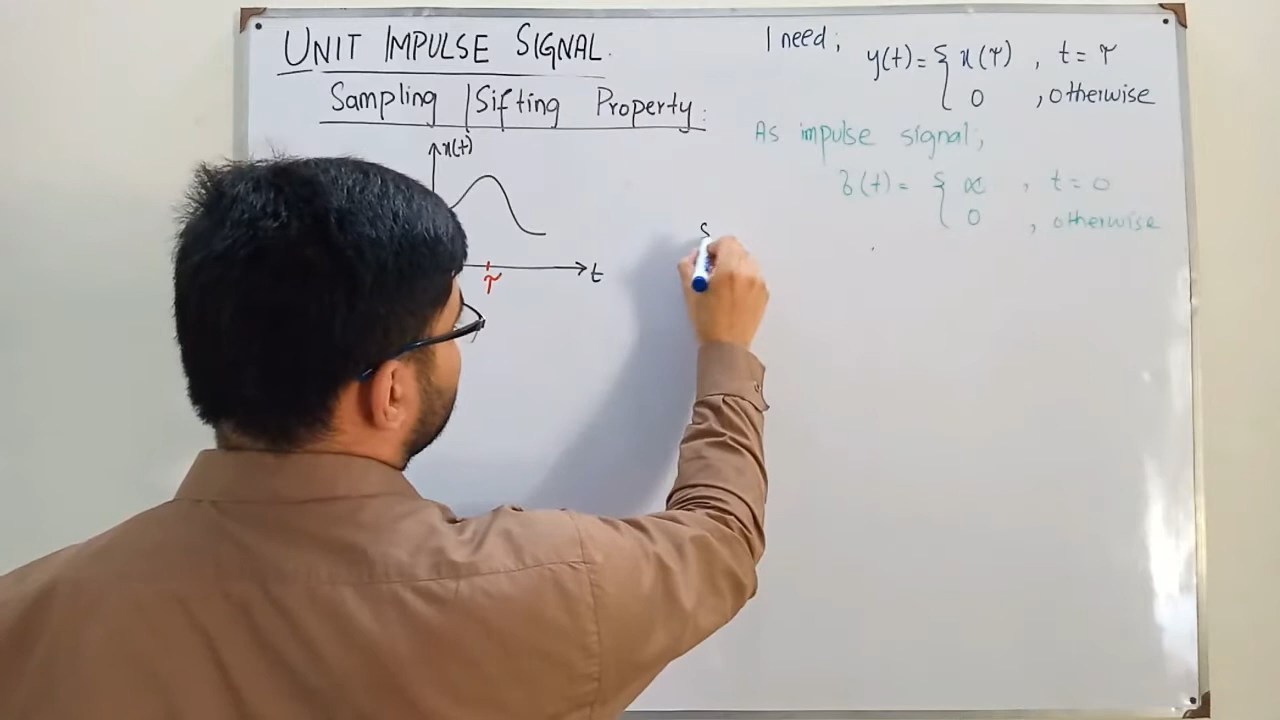 UNIT IMPULSE SIGNAL.
Sampling / Sifting Property:
x(t)
τ
t
I need;
y(t) = { x(τ) , t = τ
0 , otherwise
As impulse signal,
δ(t) = { ∞ , t = 0
0 , otherwise
S